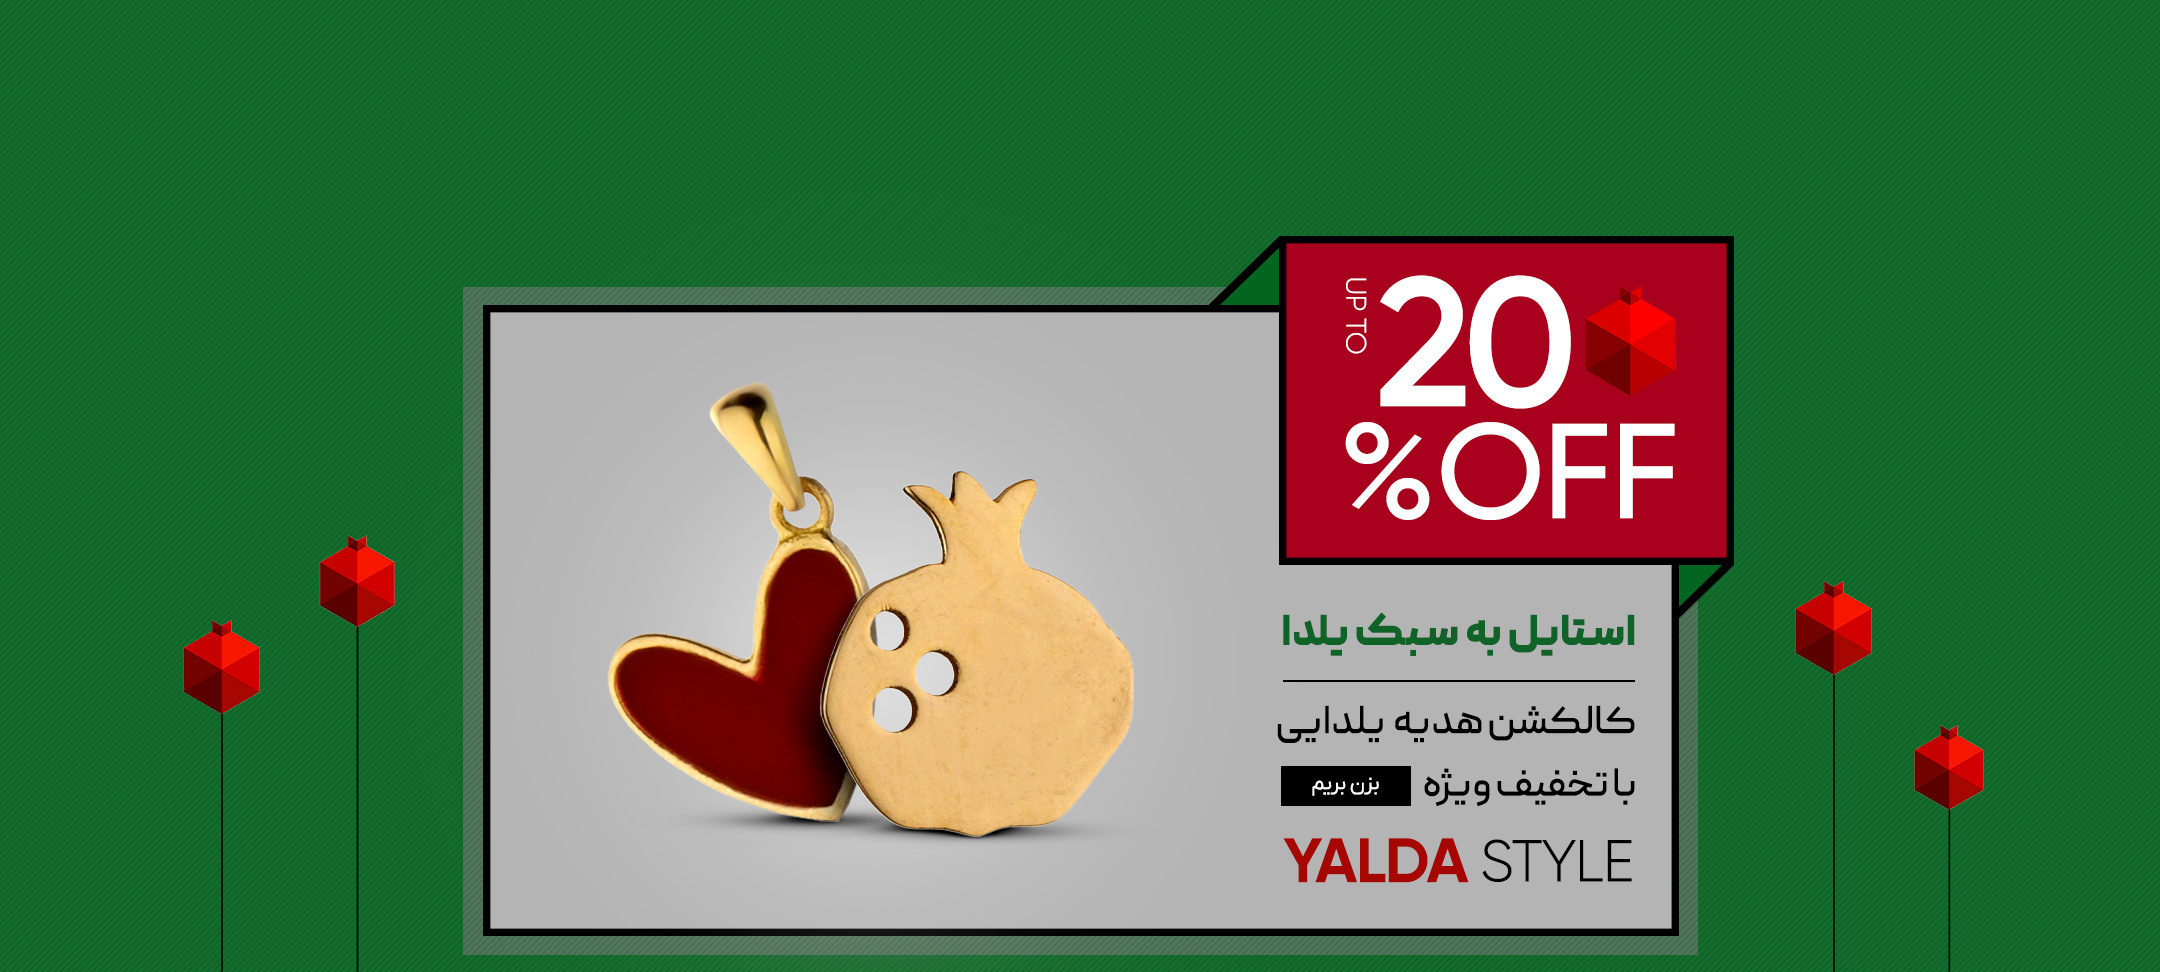 UP TO
20
%OFF
استایل به سبک یلدا
کالکشن هدیه یلدایی
با تخفیف ویژه بزن بریم
YALDA STYLE